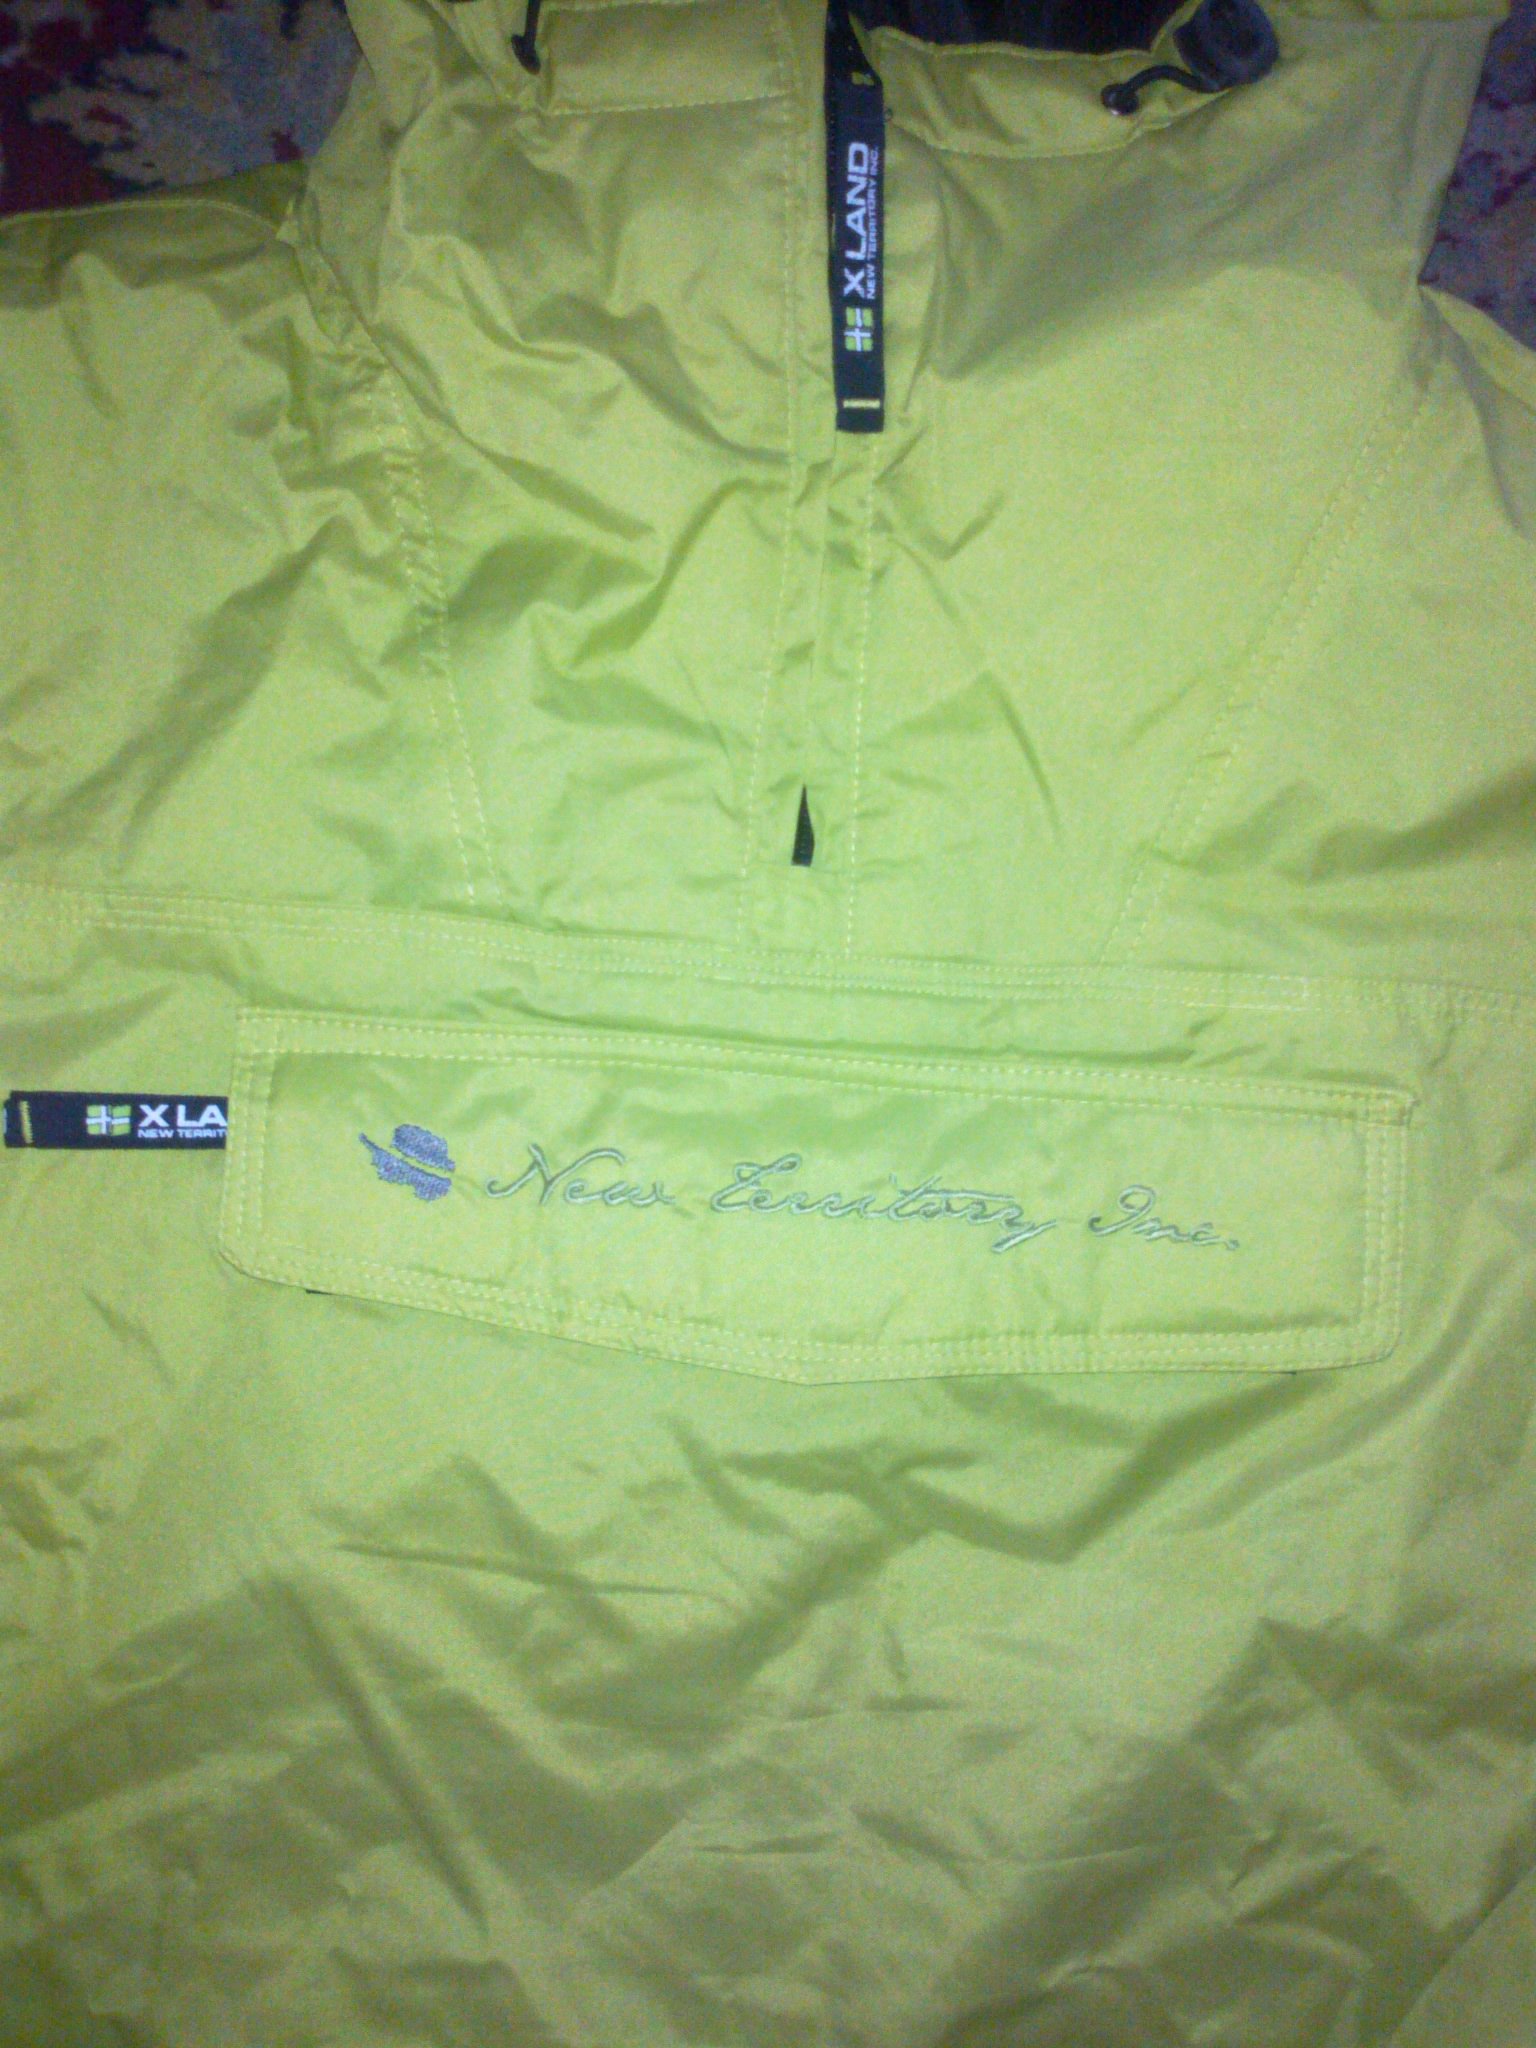 X LAND
NEW TERRITORY INC.
X LA
NEW TERRIT
New Territory Inc.